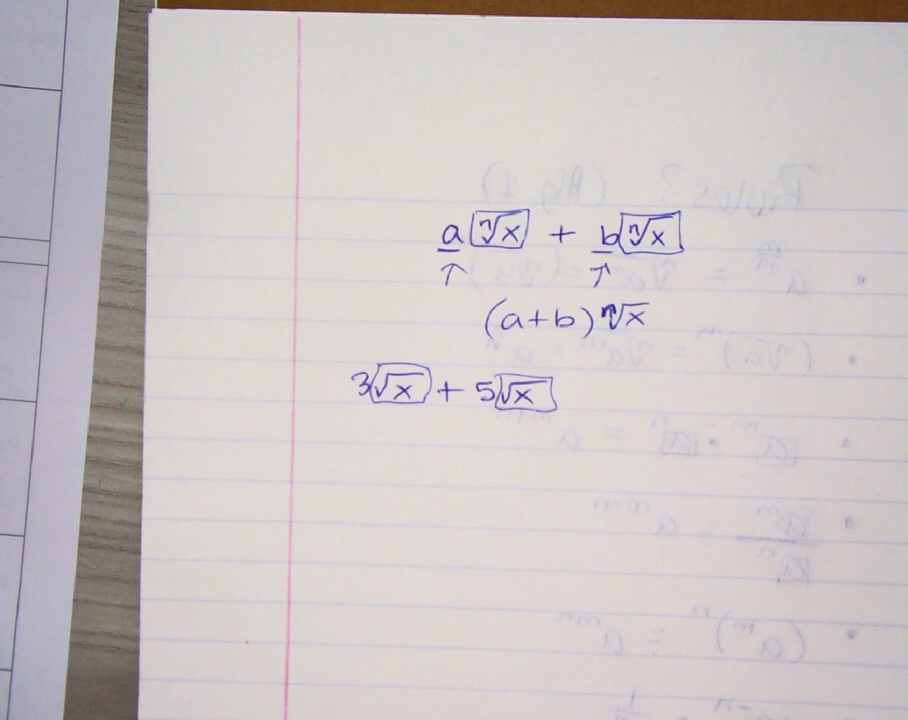 a ⁿ√x + b ⁿ√x
↑ ↑
(a+b) ⁿ√x
3√x + 5√x